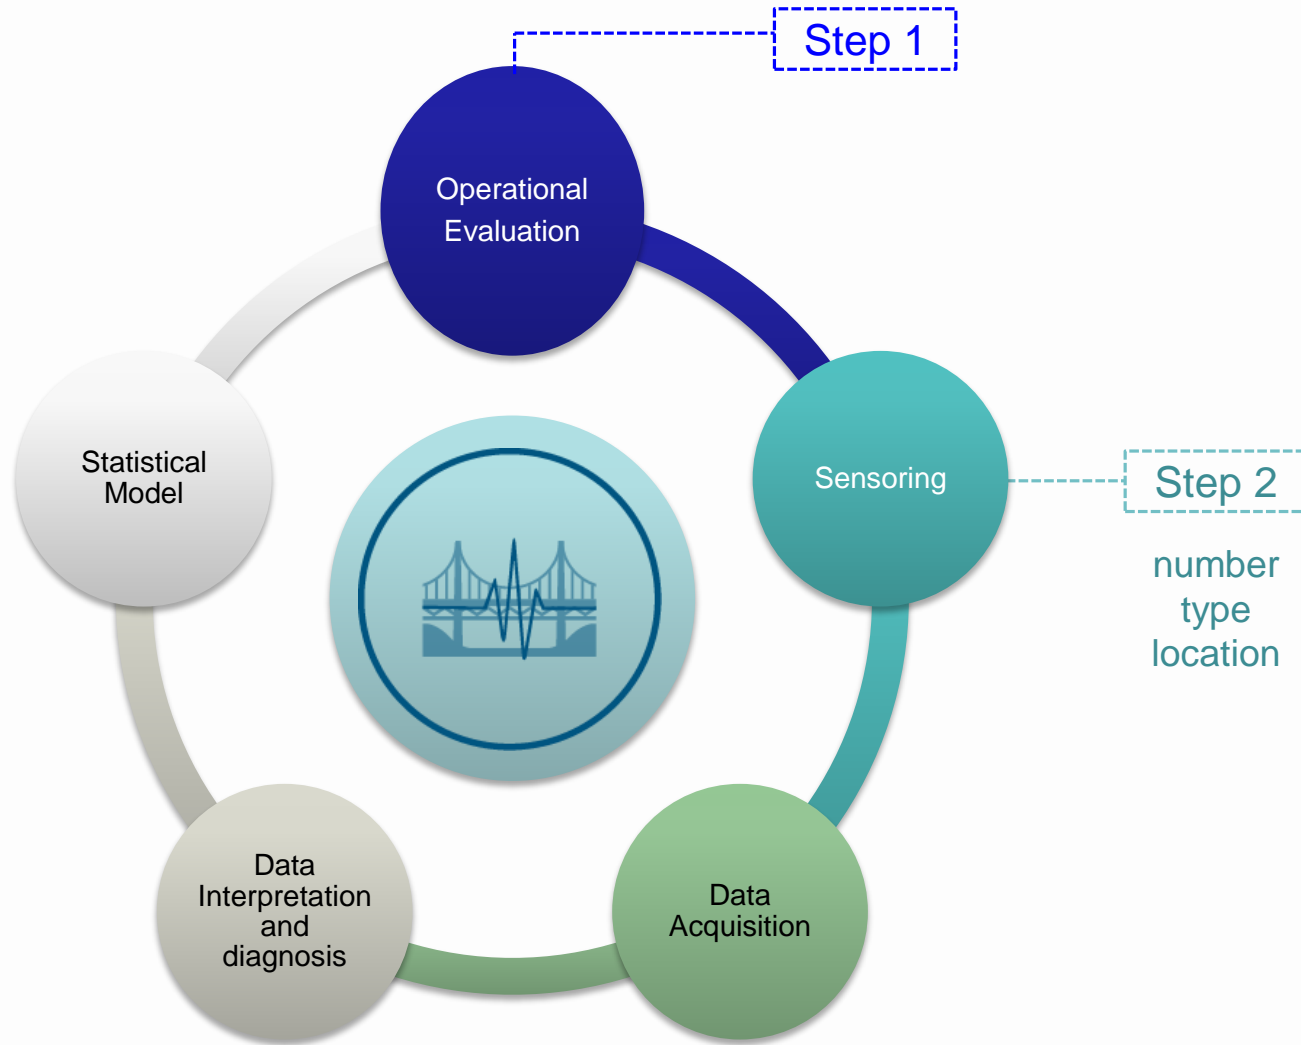 Step 1
Operational
Evaluation
Sensoring
Step 2
number
type
location
Data
Acquisition
Data
Interpretation
and
diagnosis
Statistical
Model